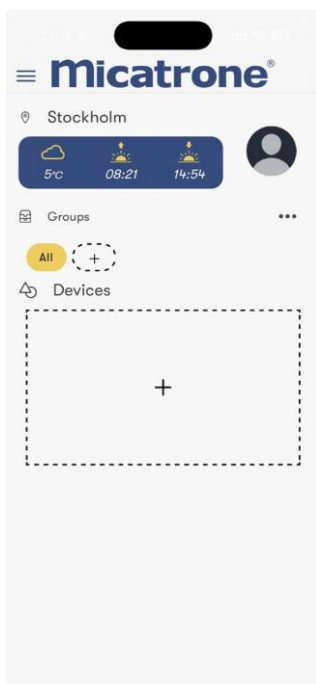 Micatrone®
Stockholm
5°C 08:21 14:54
Groups
All +
Devices
+